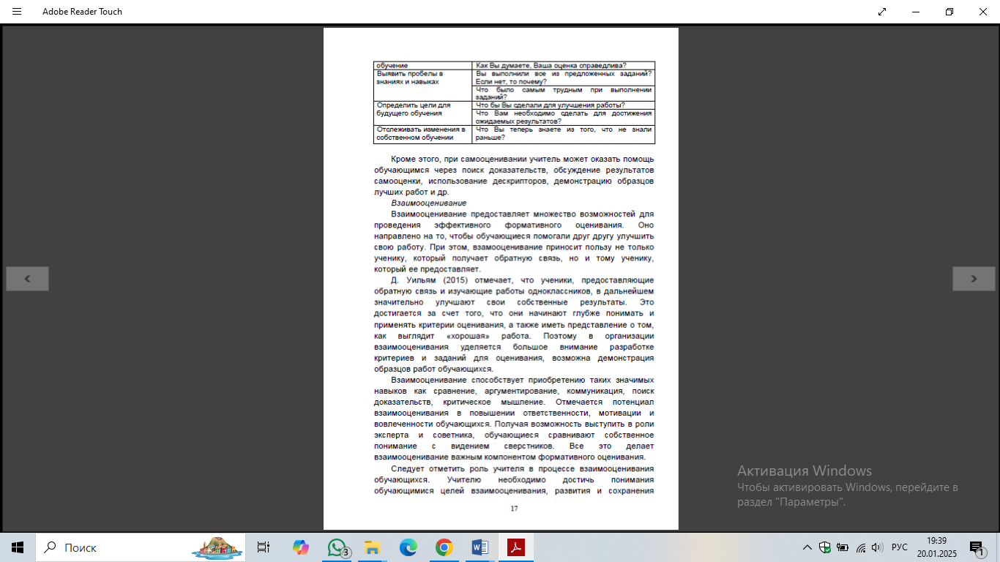 Adobe Reader Touch
обучение Как Вы думаете, Ваша оценка справедлива?
Выявить пробелы в знаниях и навыках
Вы выполнили все из предложенных заданий?
Если нет, то почему?
Что было самым трудным при выполнении
заданий?
Определить цели для
будущего обучения
Что бы Вы сделали для улучшения работы?
Что Вам необходимо сделать для достижения
ожидаемых результатов?
Отслеживать изменения в
собственном обучении
Что Вы теперь знаете из того, что не знали
раньше?
Кроме этого, при самооценивании учитель может оказать помощь
обучающимся через поиск доказательств, обсуждение результатов
самооценки, использование дескрипторов, демонстрацию образцов
лучших работ и др.
Взаимооценивание
Взаимооценивание предоставляет множество возможностей для
проведения эффективного формативного оценивания. Оно
направлено на то, чтобы обучающиеся помогали друг другу улучшить
свою работу. При этом, взамооценивание приносит пользу не только
ученику, который получает обратную связь, но и тому ученику,
который ее предоставляет.
Д. Уильям (2015) отмечает, что ученики, предоставляющие
обратную связь и изучающие работы одноклассников, в дальнейшем
значительно улучшают свои собственные результаты. Это
достигается за счет того, что они начинают глубже понимать и
применять критерии оценивания, а также иметь представление о том,
как выглядит «хорошая» работа. Поэтому в организации
взаимооценивания уделяется большое внимание разработке
критериев и заданий для оценивания, возможна демонстрация
образцов работ обучающихся.
Взаимооценивание способствует приобретению таких значимых
навыков как сравнение, аргументирование, коммуникация, поиск
доказательств, критическое мышление. Отмечается потенциал
взаимооценивания в повышении ответственности, мотивации и
вовлеченности обучающихся. Получая возможность выступить в роли
эксперта и советника, обучающиеся сравнивают собственное
понимание с видением сверстников. Все это делает
взаимооценивание важным компонентом формативного оценивания.
Следует отметить роль учителя в процессе взаимооценивания
обучающихся. Учителю необходимо достичь понимания
обучающимися целей взаимооценивания, развития и сохранения
17
Активация Windows
Чтобы активировать Windows, перейдите в
раздел "Параметры".
Поиск
3
РУС
19:39
20.01.2025
1